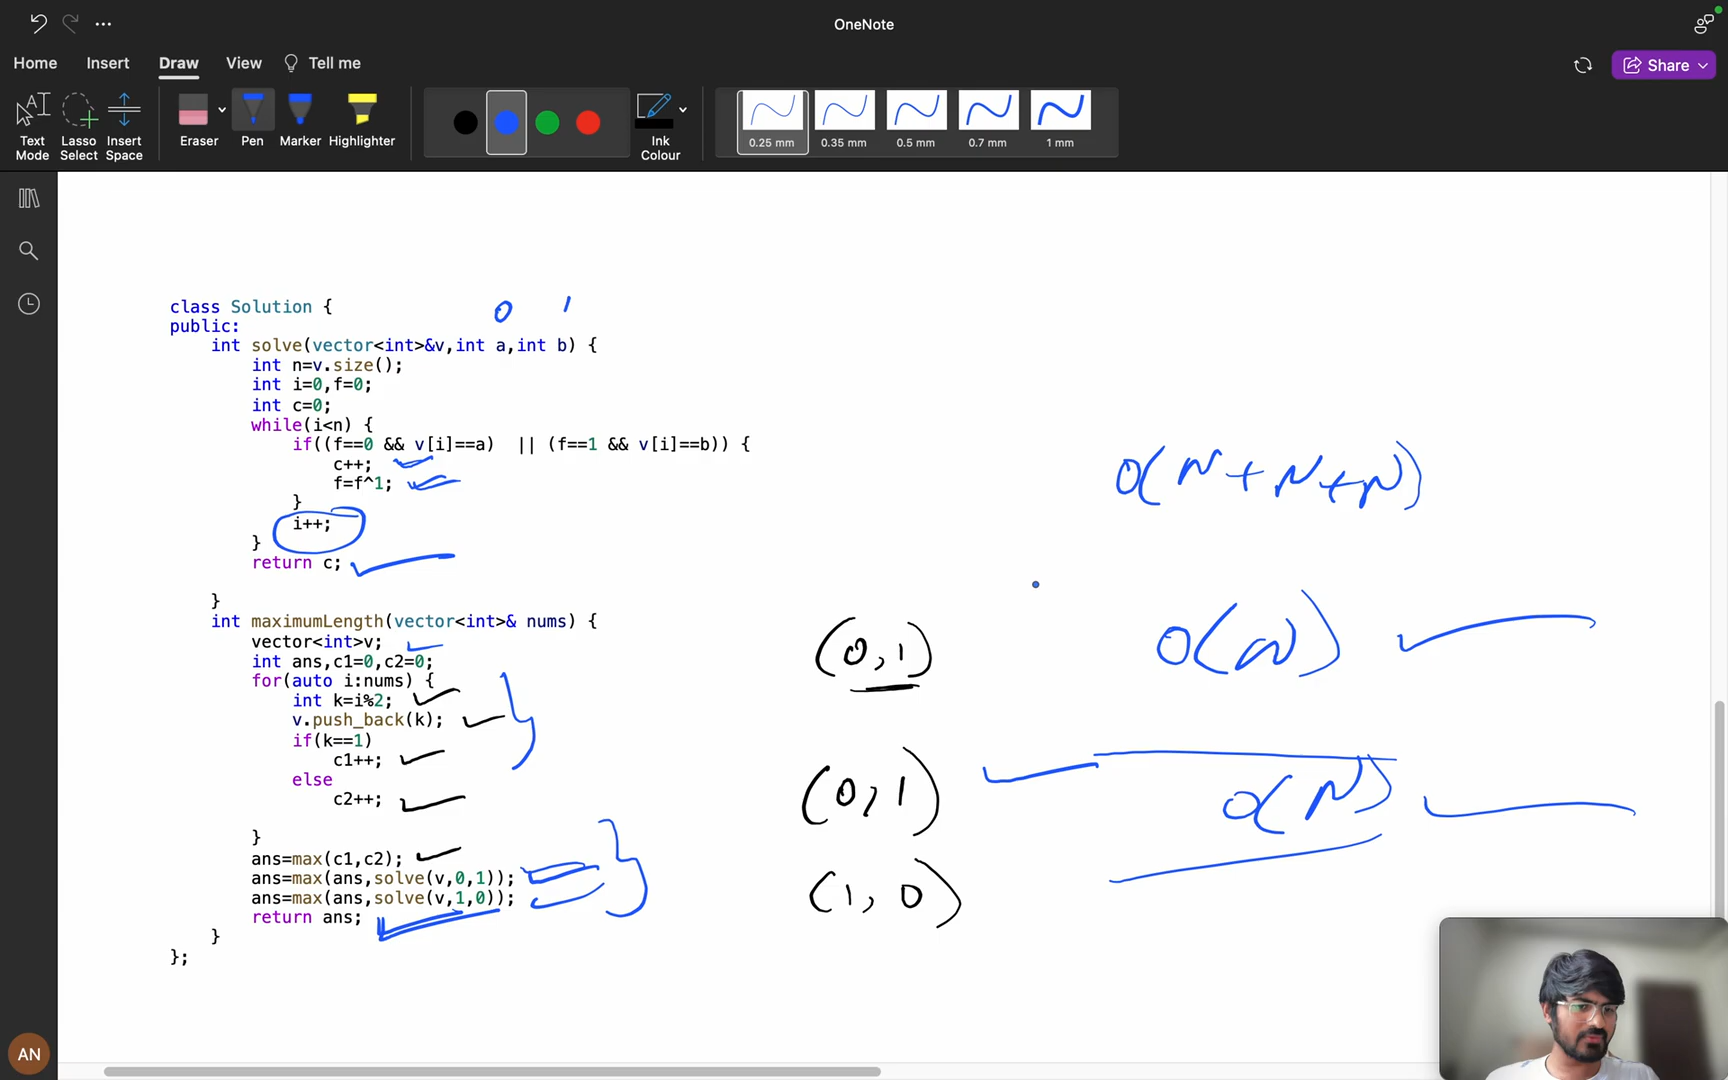 OneNote
Home Insert Draw View Tell me
Share
Text Mode
Lasso Select
Insert Space
Eraser
Pen
Marker
Highlighter
Ink Colour
0.25 mm
0.35 mm
0.5 mm
0.7 mm
1 mm
0 1
class Solution {
public:
int solve(vector<int>&v,int a,int b) {
int n=v.size();
int i=0,f=0;
int c=0;
while(i<n) {
if((f==0 && v[i]==a) || (f==1 && v[i]==b)) {
c++;
f=f^1;
}
i++;
}
return c;
}
int maximumLength(vector<int>& nums) {
vector<int>v;
int ans,c1=0,c2=0;
for(auto i:nums) {
int k=i%2;
v.push_back(k);
if(k==1)
c1++;
else
c2++;
}
ans=max(c1,c2);
ans=max(ans,solve(v,0,1));
ans=max(ans,solve(v,1,0));
return ans;
}
};
(0,1)
(0,1)
(1,0)
O(N+N+N)
O(N)
O(N)
AN